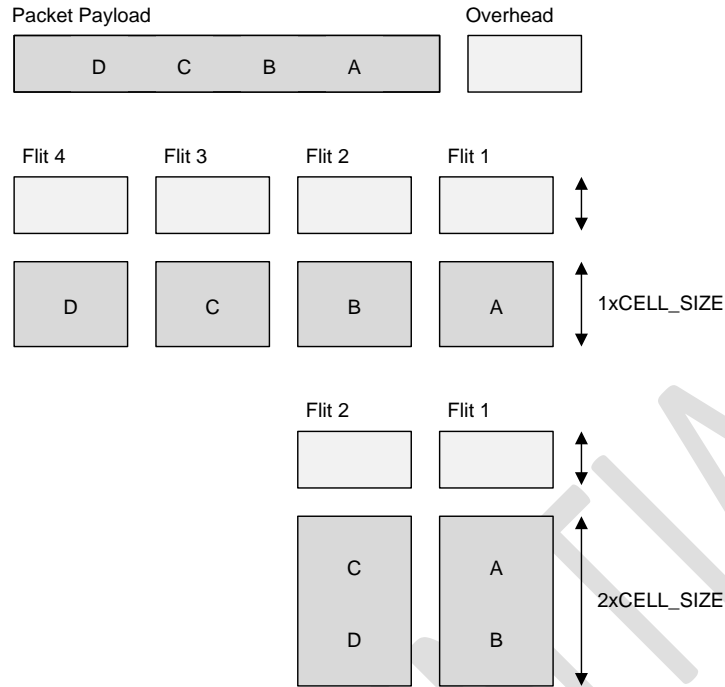 Packet Payload Overhead
D C B A
Flit 4 Flit 3 Flit 2 Flit 1
D C B A 1xCELL_SIZE
Flit 2 Flit 1
C A
2xCELL_SIZE
D B